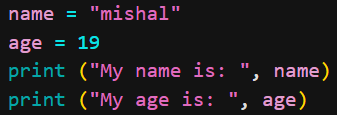 name = "mishal"
age = 19
print ("My name is: ", name)
print ("My age is: ", age)